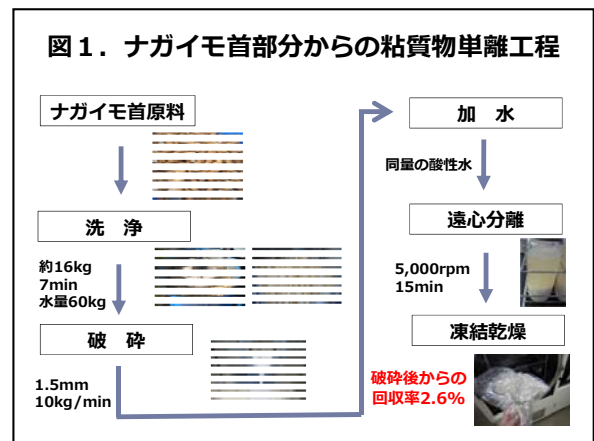 図１．ナガイモ首部分からの粘質物単離工程
ナガイモ首原料
洗　浄
約16kg
7min
水量60kg
破　砕
1.5mm
10kg/min
加　水
同量の酸性水
遠心分離
5,000rpm
15min
凍結乾燥
破砕後からの
回収率2.6%